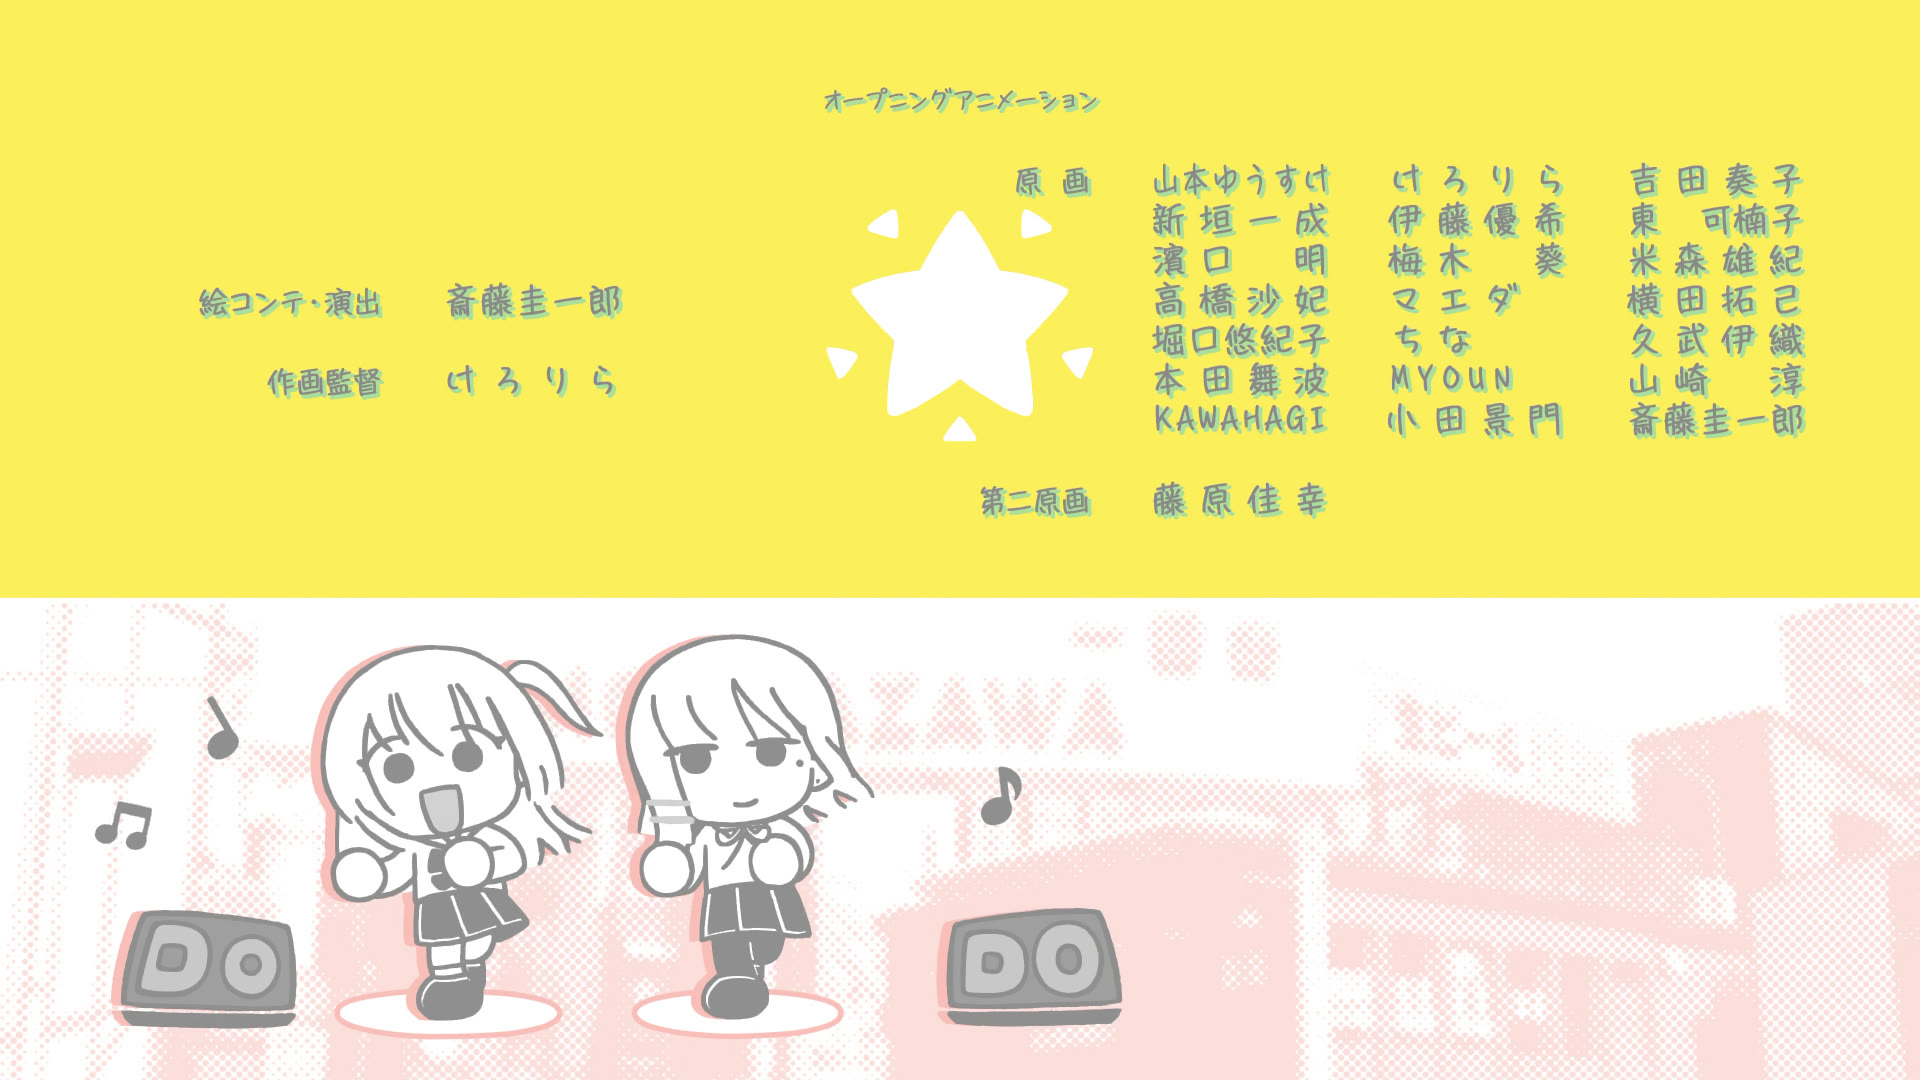 オープニングアニメーション
絵コンテ・演出 斎藤圭一郎
作画監督 けろりら
原画 山本ゆうすけ けろりら 吉田奏子
新垣一成 伊藤優希 東 可楠子
濱口 明 梅木 葵 米森雄紀
高橋沙妃 マエダ 横田拓己
堀口悠紀子 ちな 久武伊織
本田舞波 MYOUN 山崎 淳
KAWAHAGI 小田景門 斎藤圭一郎
第二原画 藤原佳幸
ZAWA
DO
DO